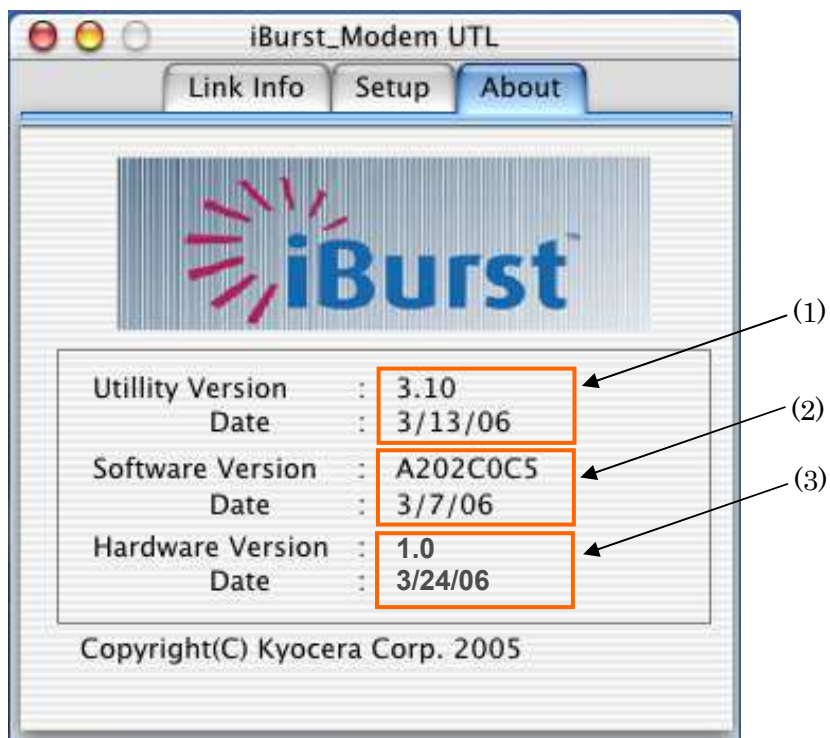 iBurst_Modem UTL
Link Info Setup About
iBurst
(1)
Utillity Version : 3.10
Date : 3/13/06
(2)
Software Version : A202C0C5
(3)
Date : 3/7/06
Hardware Version : 1.0
Date : 3/24/06
Copyright(C) Kyocera Corp. 2005